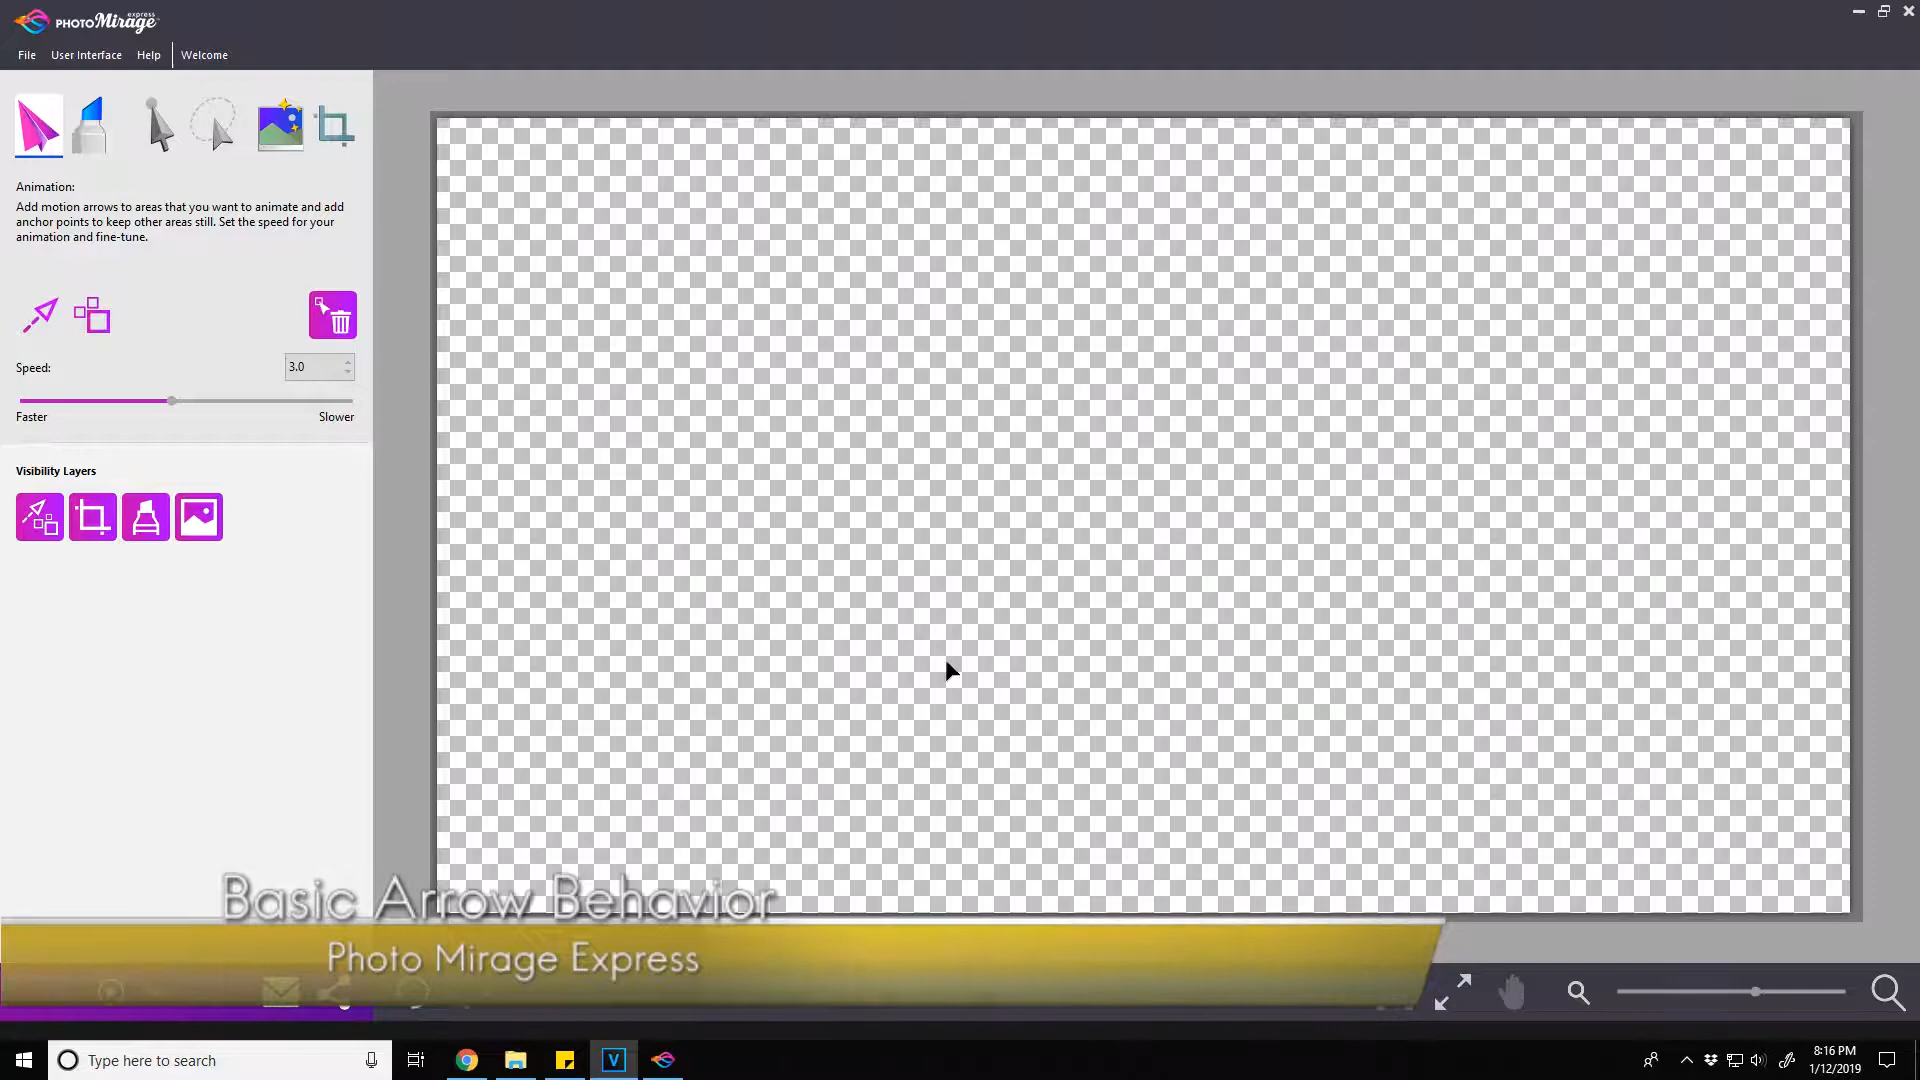 PHOTO Mirage express
File User Interface Help Welcome
Animation:
Add motion arrows to areas that you want to animate and add
anchor points to keep other areas still. Set the speed for your
animation and fine-tune.
Speed: 3.0
Faster Slower
Visibility Layers
Basic Arrow Behavior
Photo Mirage Express
Type here to search
V
8:16 PM
1/12/2019